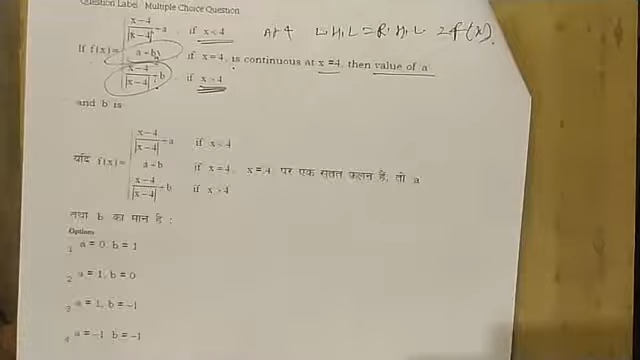 Question Label : Multiple Choice Question
x−4/|x−4| + a, if x < 4 At 4 L.H.L = R.H.L = f(x).
If f(x) = a + b, if x = 4, is continuous at x = 4, then value of a
x−4/|x−4| + b if x > 4
and b is
x−4/|x−4| + a if x < 4
यदि f(x) = a + b if x = 4, x = 4 पर एक सतत फलन है, तो a
x−4/|x−4| + b if x > 4
तथा b का मान है :
Options
1 a = 0, b = 1
2 a = 1, b = 0
3 a = 1, b = −1
4 a = −1 b = −1